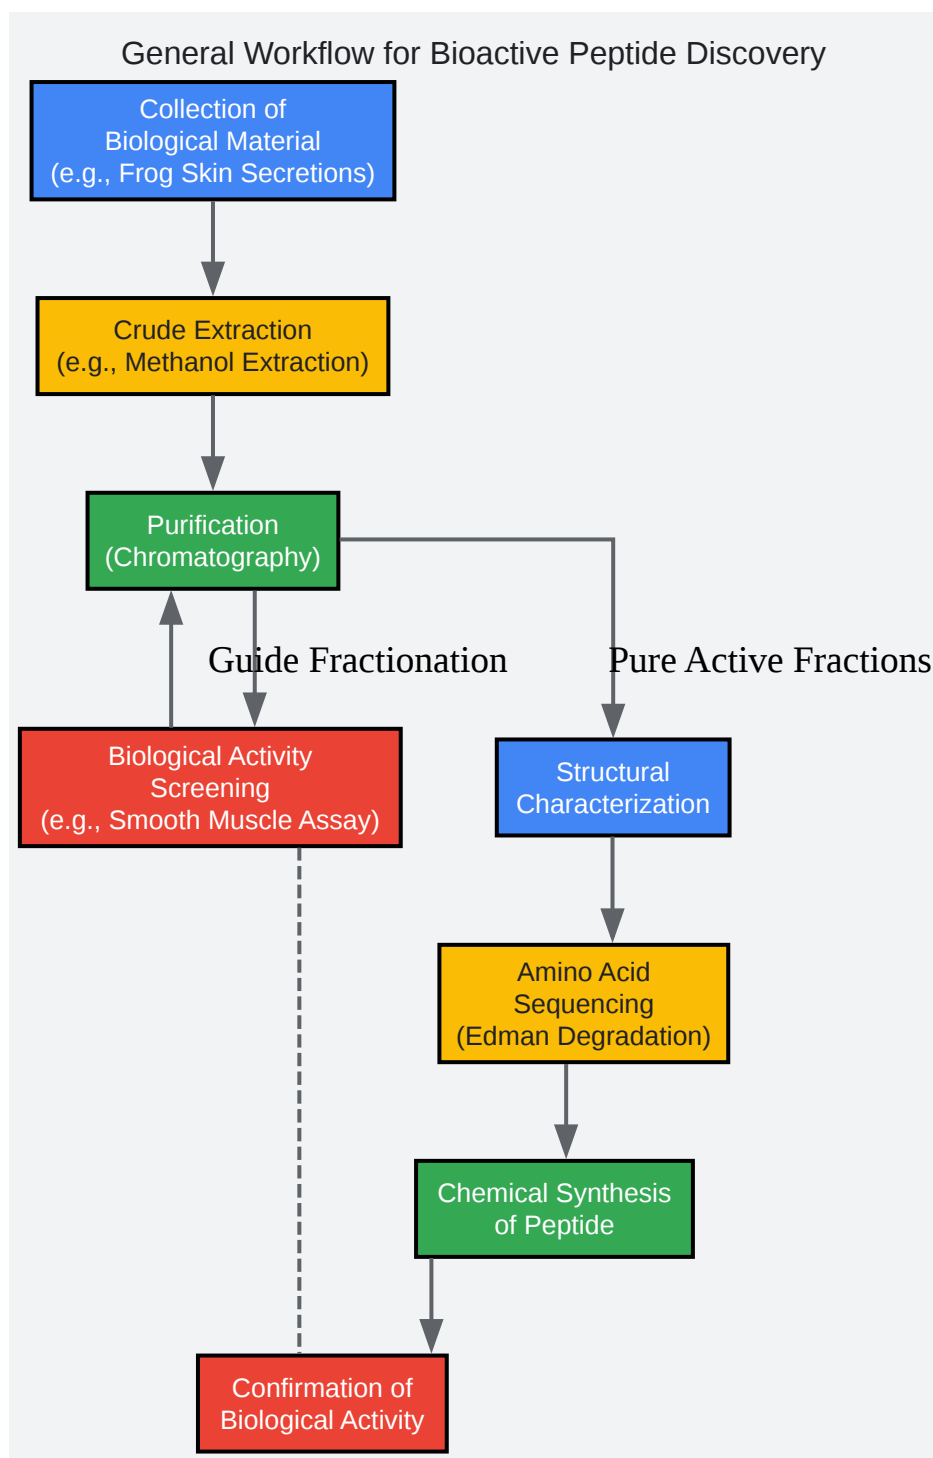 General Workflow for Bioactive Peptide Discovery
Collection of
Biological Material
(e.g., Frog Skin Secretions)
Crude Extraction
(e.g., Methanol Extraction)
Purification
(Chromatography)
Guide Fractionation
Pure Active Fractions
Biological Activity
Screening
(e.g., Smooth Muscle Assay)
Structural
Characterization
Amino Acid
Sequencing
(Edman Degradation)
Chemical Synthesis
of Peptide
Confirmation of
Biological Activity